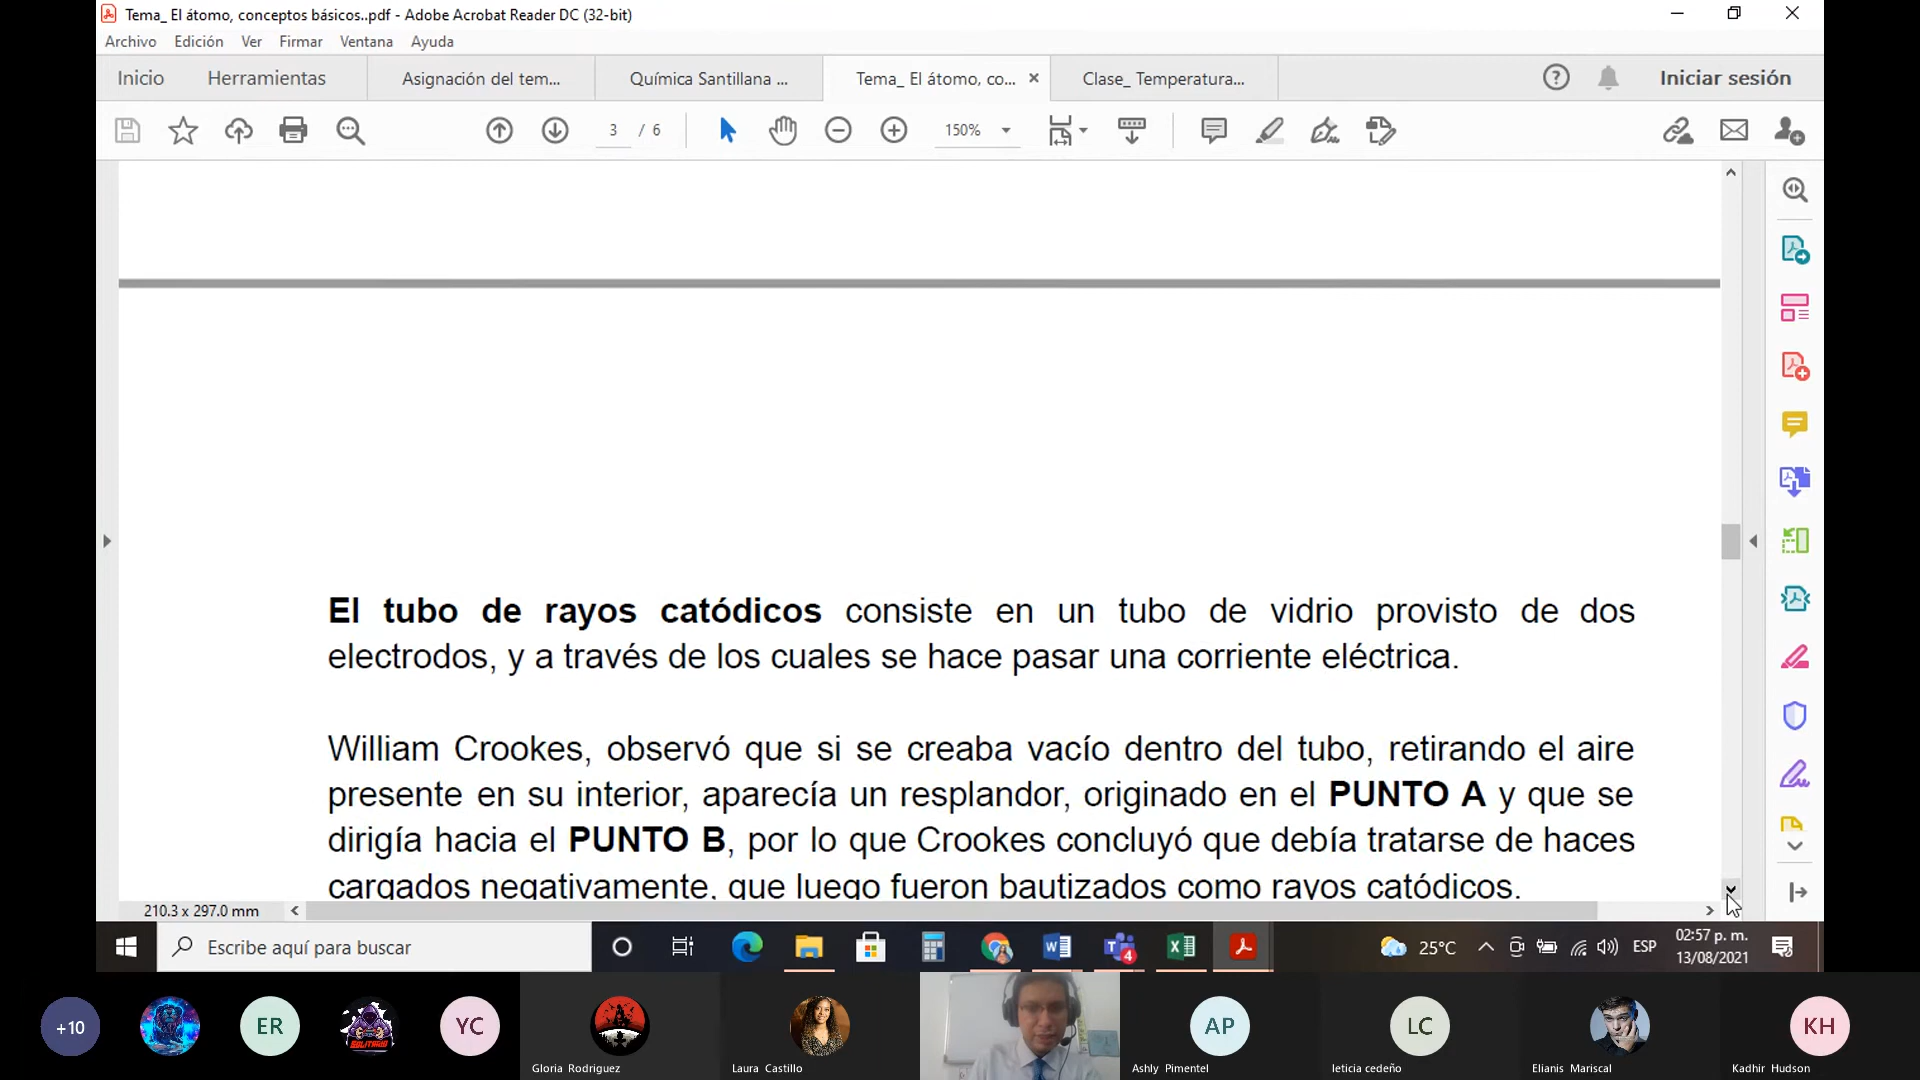 Tema_ El átomo, conceptos básicos..pdf - Adobe Acrobat Reader DC (32-bit)
Archivo Edición Ver Firmar Ventana Ayuda
Inicio Herramientas Asignación del tem... Química Santillana ... Tema_ El átomo, co... Clase_ Temperatura... Iniciar sesión
3 / 6 150%
El tubo de rayos catódicos consiste en un tubo de vidrio provisto de dos
electrodos, y a través de los cuales se hace pasar una corriente eléctrica.
William Crookes, observó que si se creaba vacío dentro del tubo, retirando el aire
presente en su interior, aparecía un resplandor, originado en el PUNTO A y que se
dirigía hacia el PUNTO B, por lo que Crookes concluyó que debía tratarse de haces
cargados negativamente, que luego fueron bautizados como rayos catódicos.
210.3 x 297.0 mm
Escribe aquí para buscar
4
25°C
ESP
02:57 p. m.
13/08/2021
+10
ER
SOLITARIO
YC
Gloria Rodriguez
Laura Castillo
AP
Ashly Pimentel
LC
leticia cedeño
Elianis Mariscal
KH
Kadhir Hudson